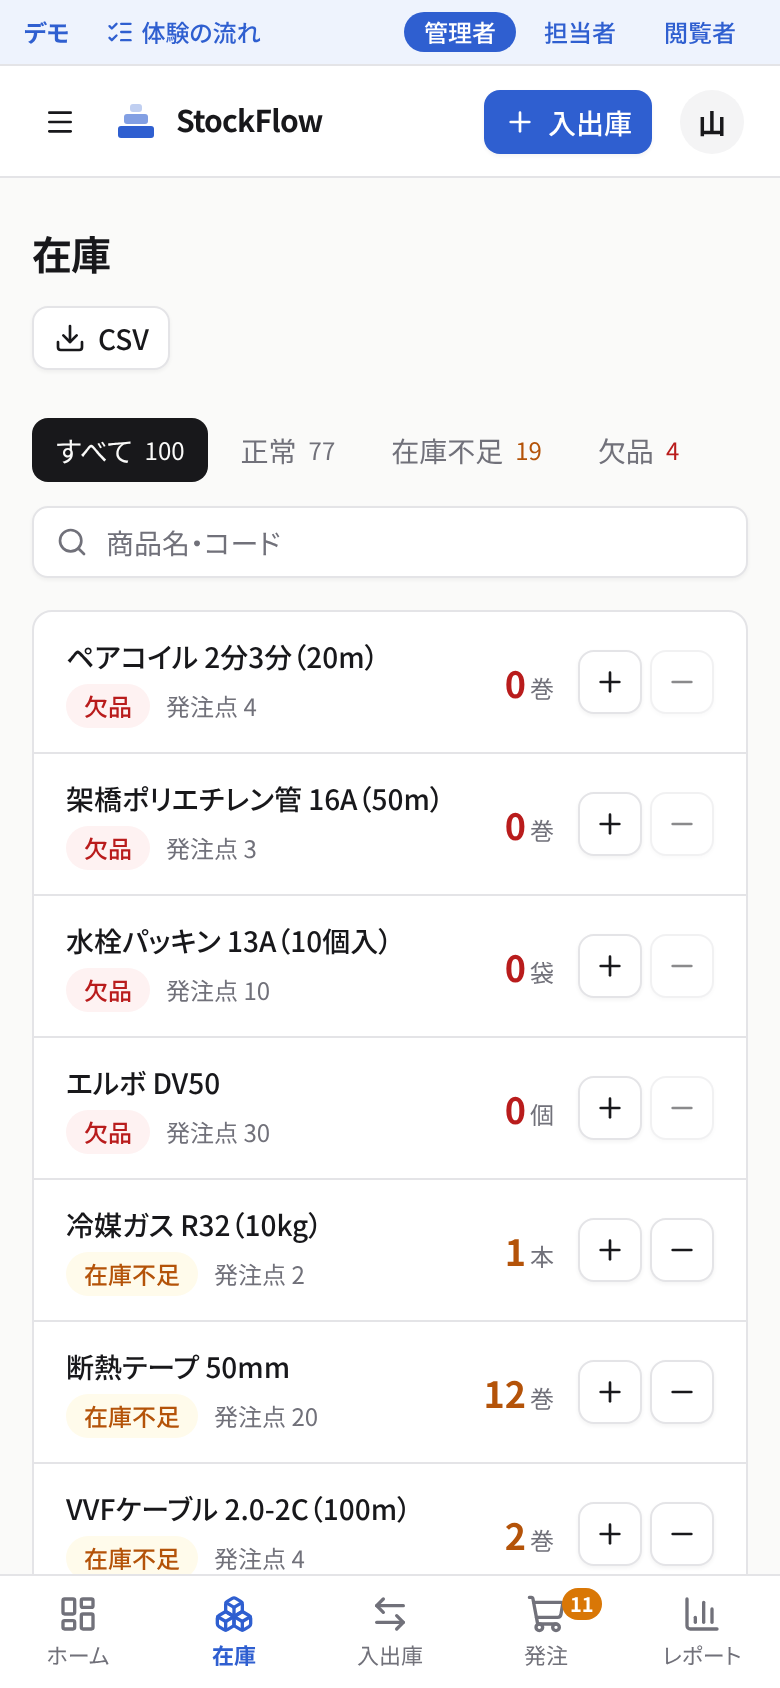 デモ 体験の流れ 管理者 担当者 閲覧者
StockFlow + 入出庫 山
在庫
CSV
すべて 100 正常 77 在庫不足 19 欠品 4
商品名・コード
ペアコイル 2分3分（20m）
欠品 発注点 4
0巻
架橋ポリエチレン管 16A（50m）
欠品 発注点 3
0巻
水栓パッキン 13A（10個入）
欠品 発注点 10
0袋
エルボ DV50
欠品 発注点 30
0個
冷媒ガス R32（10kg）
在庫不足 発注点 2
1本
断熱テープ 50mm
在庫不足 発注点 20
12巻
VVFケーブル 2.0-2C（100m）
在庫不足 発注点 4
2巻
11
ホーム 在庫 入出庫 発注 レポート